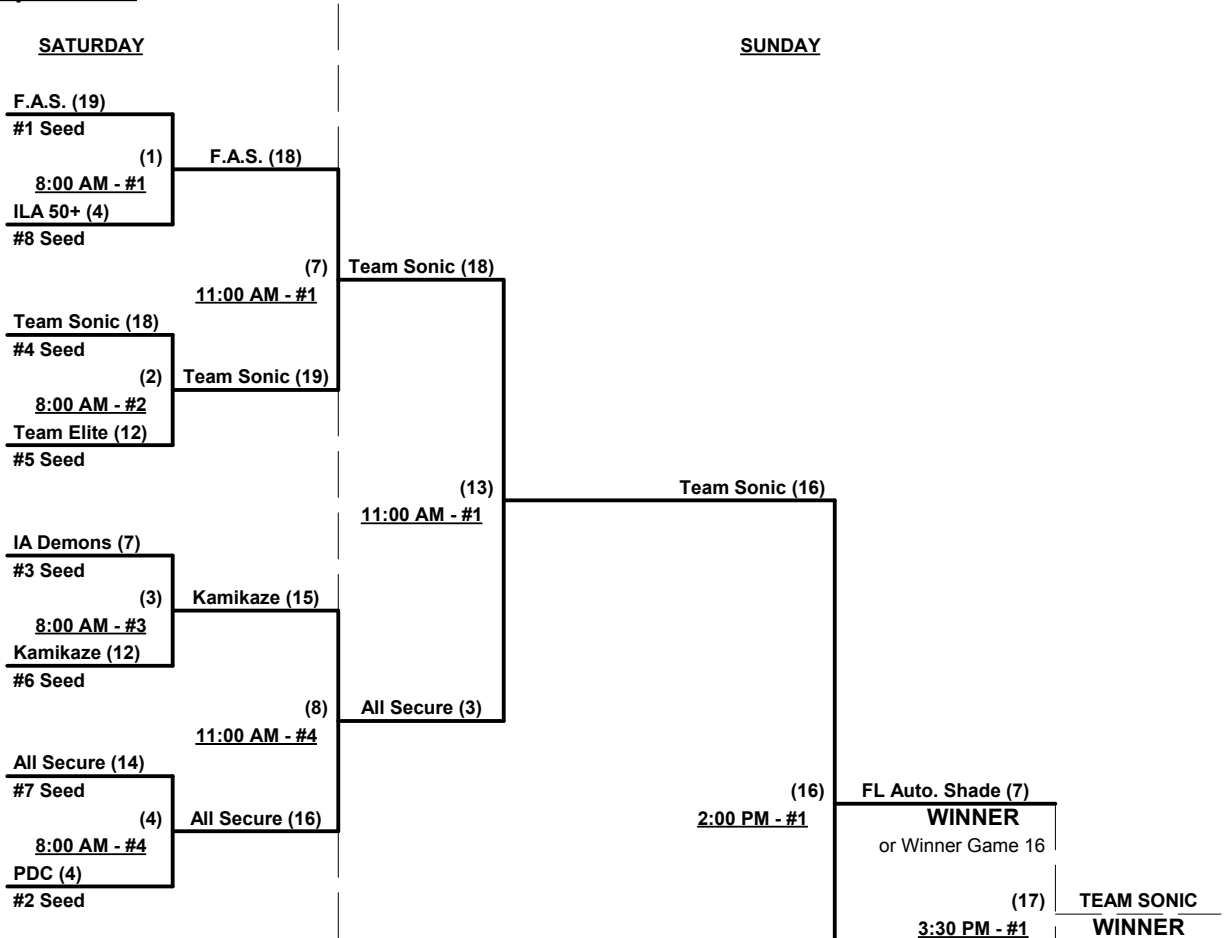 SATURDAY
SUNDAY
F.A.S. (19)
#1 Seed
(1)
F.A.S. (18)
8:00 AM - #1
ILA 50+ (4)
#8 Seed
(7)
Team Sonic (18)
11:00 AM - #1
Team Sonic (18)
#4 Seed
(2)
Team Sonic (19)
8:00 AM - #2
Team Elite (12)
#5 Seed
(13)
Team Sonic (16)
11:00 AM - #1
IA Demons (7)
#3 Seed
(3)
Kamikaze (15)
8:00 AM - #3
Kamikaze (12)
#6 Seed
(8)
All Secure (3)
11:00 AM - #4
All Secure (14)
#7 Seed
(16)
FL Auto. Shade (7)
(4)
All Secure (16)
2:00 PM - #1
WINNER
8:00 AM - #4
or Winner Game 16
PDC (4)
#2 Seed
(17)
TEAM SONIC
3:30 PM - #1
WINNER